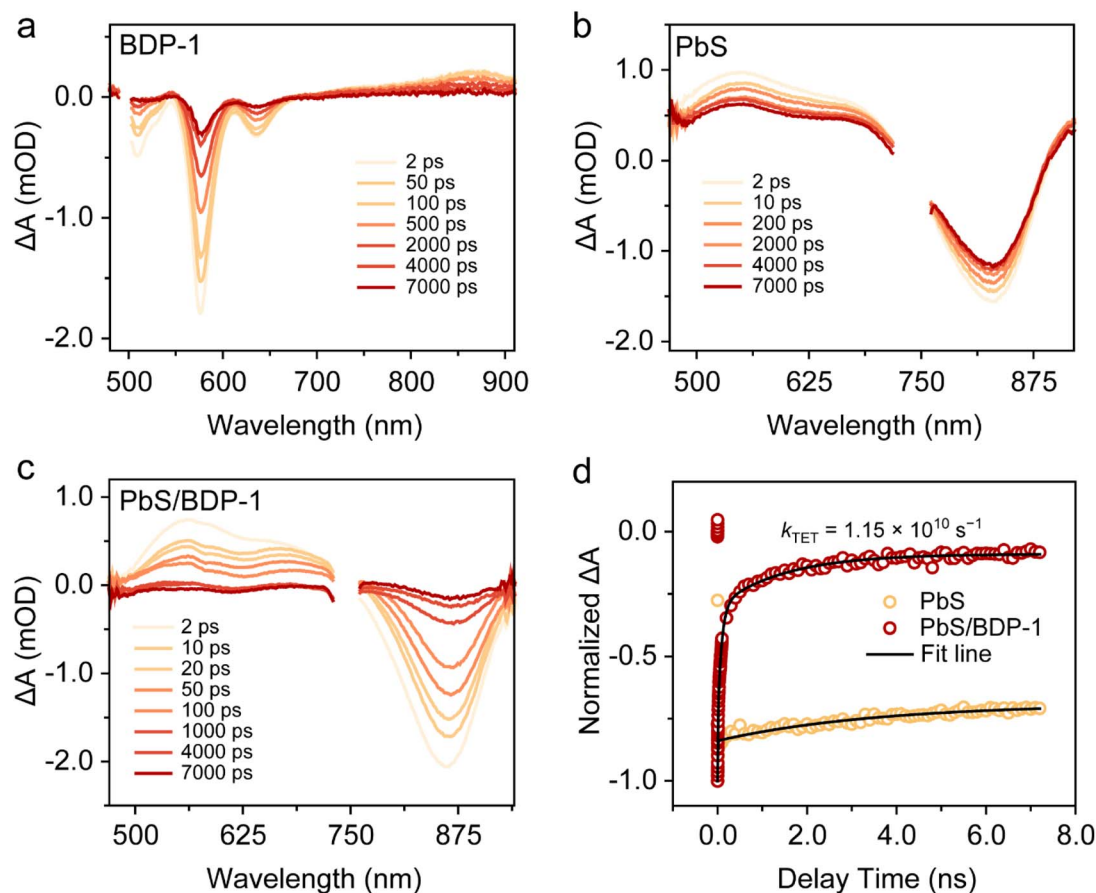 a
BDP-1
0.0
-1.0
-2.0
ΔA (mOD)
2 ps
50 ps
100 ps
500 ps
2000 ps
4000 ps
7000 ps
500 600 700 800 900
Wavelength (nm)
b
PbS
1.0
0.0
-1.0
-2.0
ΔA (mOD)
2 ps
10 ps
200 ps
2000 ps
4000 ps
7000 ps
500 625 750 875
Wavelength (nm)
c
PbS/BDP-1
1.0
0.0
-1.0
-2.0
ΔA (mOD)
2 ps
10 ps
20 ps
50 ps
100 ps
1000 ps
4000 ps
7000 ps
500 625 750 875
Wavelength (nm)
d
0.0
-0.5
-1.0
Normalized ΔA
k_TET = 1.15 × 10¹⁰ s⁻¹
PbS
PbS/BDP-1
Fit line
0.0 2.0 4.0 6.0 8.0
Delay Time (ns)